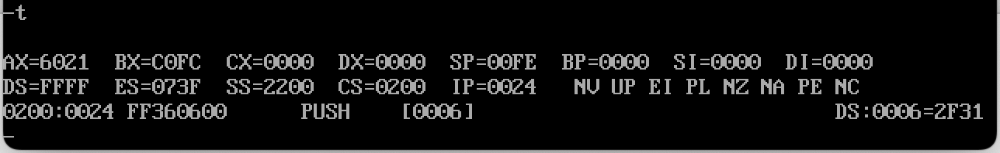 -t
AX=6021 BX=C0FC CX=0000 DX=0000 SP=00FE BP=0000 SI=0000 DI=0000
DS=FFFF ES=073F SS=2200 CS=0200 IP=0024 NV UP EI PL NZ NA PE NC
0200:0024 FF360600 PUSH [0006] DS:0006=2F31
_